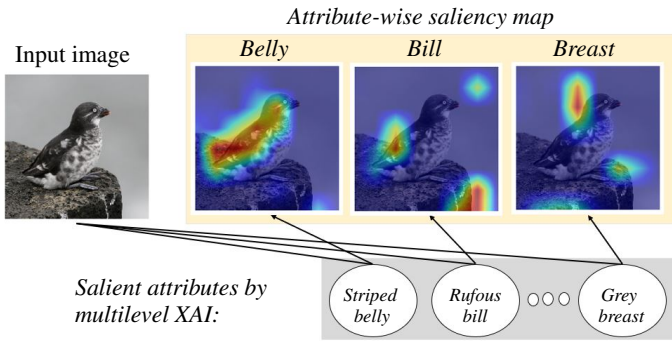 Attribute-wise saliency map
Input image
Belly
Bill
Breast
Salient attributes by
multilevel XAI:
Striped
belly
Rufous
bill
Grey
breast